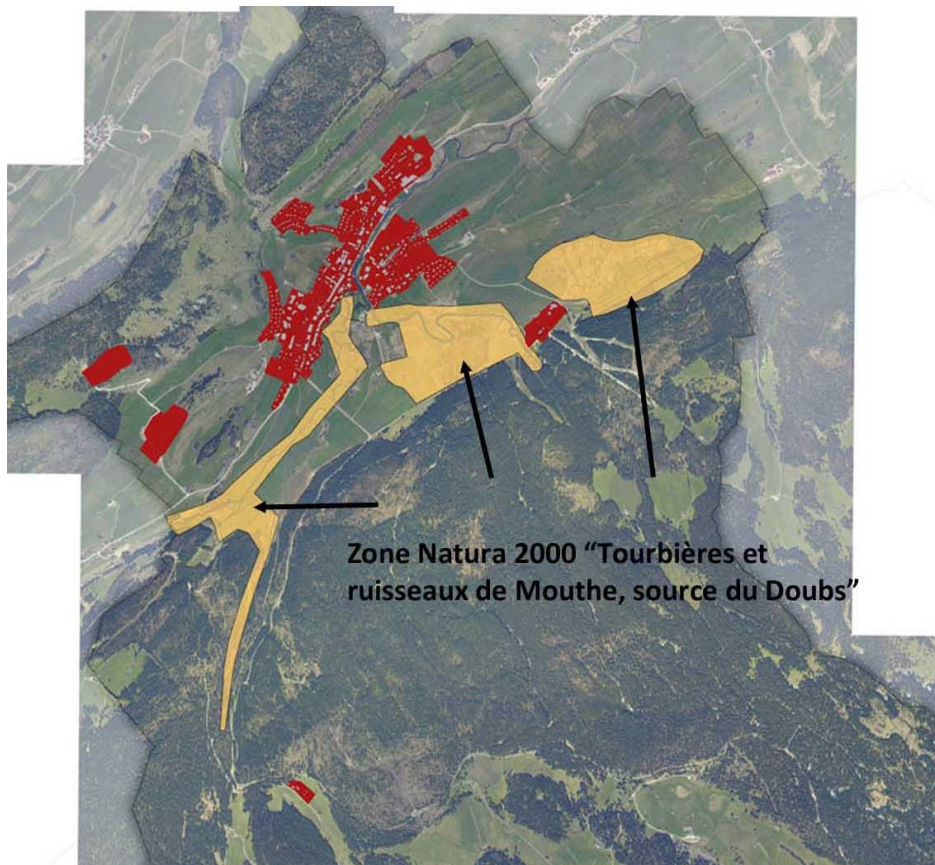 Zone Natura 2000 “Tourbières et
ruisseaux de Mouthe, source du Doubs”